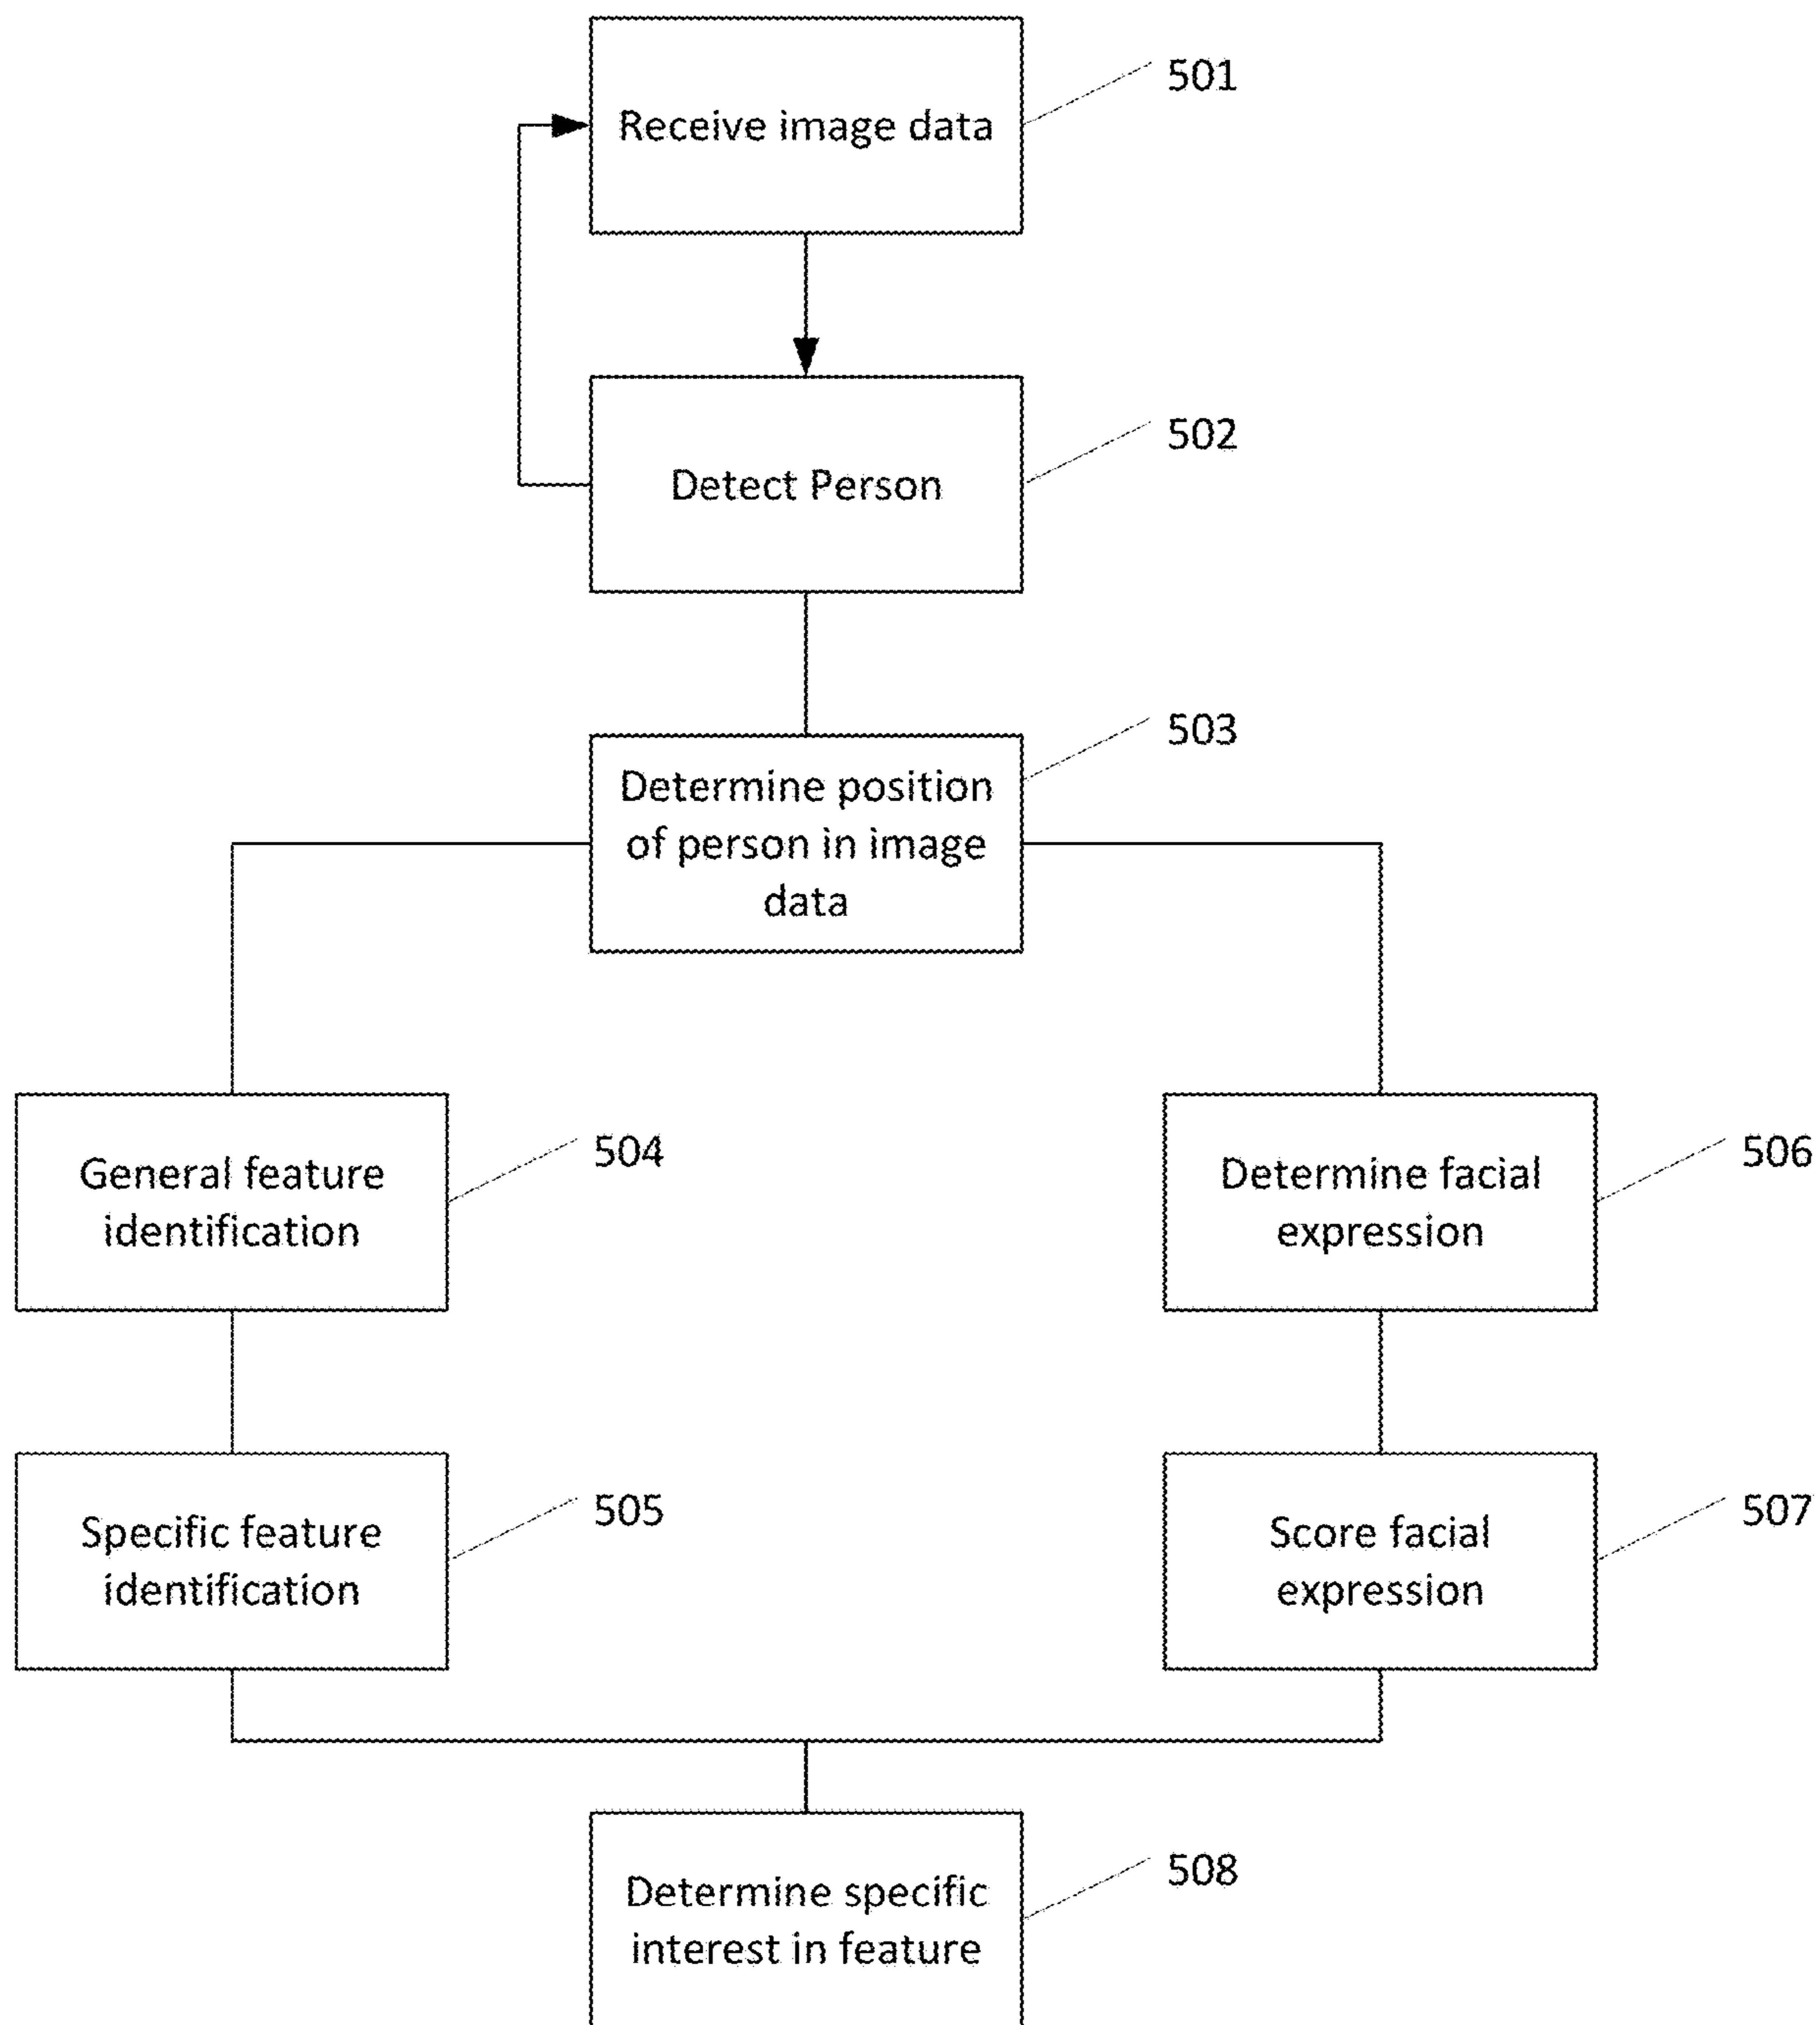 Receive image data
501
Detect Person
502
Determine position
of person in image
data
503
General feature
identification
504
Determine facial
expression
506
Specific feature
identification
505
Score facial
expression
507
Determine specific
interest in feature
508